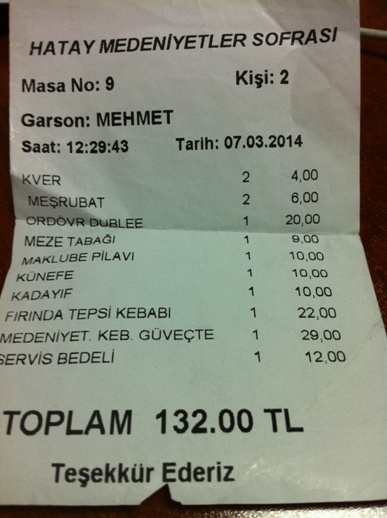 HATAY MEDENİYETLER SOFRASI
Masa No: 9 Kişi: 2
Garson: MEHMET
Saat: 12:29:43 Tarih: 07.03.2014
KVER 2 4,00
MEŞRUBAT 2 6,00
ORDÖVR DUBLEE 1 20,00
MEZE TABAĞI 1 9,00
MAKLUBE PİLAVI 1 10,00
KÜNEFE 1 10,00
KADAYIF 1 10,00
FIRINDA TEPSİ KEBABI 1 22,00
MEDENİYET. KEB. GÜVEÇTE 1 29,00
SERVİS BEDELİ 1 12,00
TOPLAM 132.00 TL
Teşekkür Ederiz